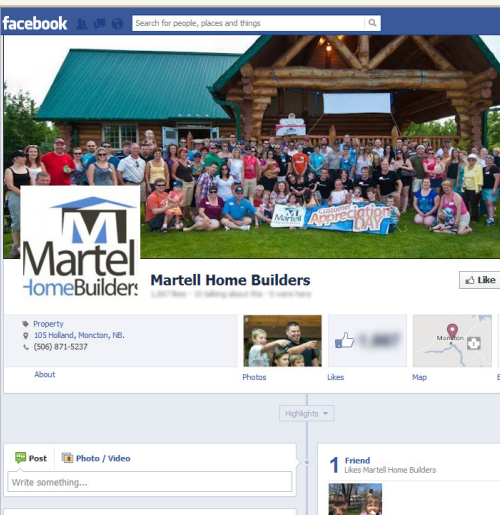 facebook
Search for people, places and things
Martell
Customer
Appreciation
DAY
Martel
HomeBuilders
Martell Home Builders
Like
Property
105 Holland, Moncton, NB.
(506) 871-5237
About
Photos
Likes
Moncton
2
Map
Highlights
Post
Photo / Video
Write something...
1 Friend
Likes Martell Home Builders